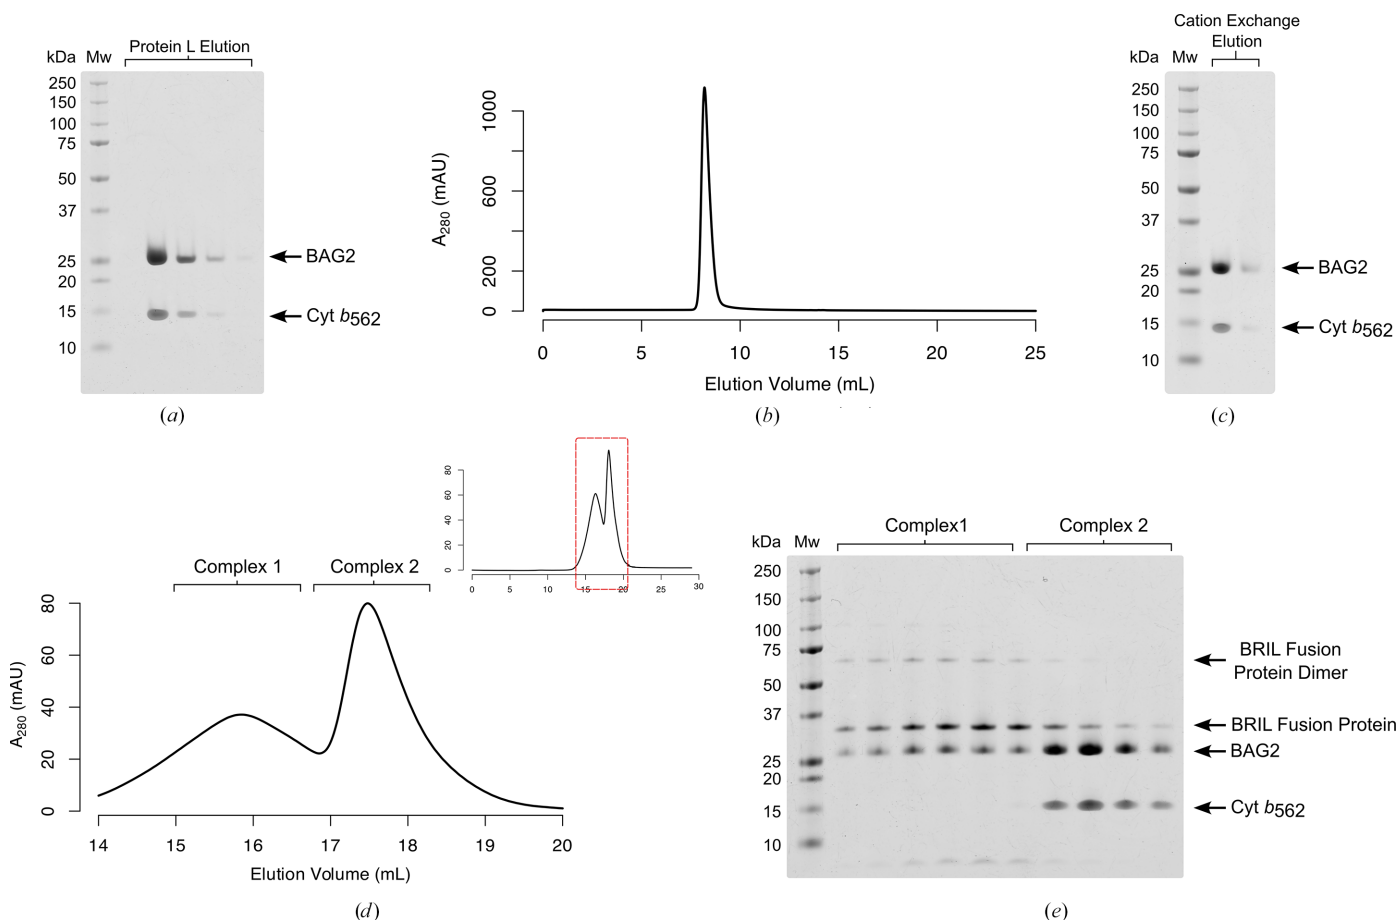 Protein L Elution
kDa Mw
250
150
100
75
50
37
25
20
15
10
BAG2
Cyt b562
(a)
A280 (mAU)
1000
600
200
0
0 5 10 15 20 25
Elution Volume (mL)
(b)
Cation Exchange
Elution
kDa Mw
250
150
100
75
50
37
25
20
15
10
BAG2
Cyt b562
(c)
80
60
40
20
0
0 5 10 15 20 25 30
Complex 1 Complex 2
A280 (mAU)
80
60
40
20
0
14 15 16 17 18 19 20
Elution Volume (mL)
(d)
Complex1 Complex 2
kDa Mw
250
150
100
75
50
37
25
20
15
10
BRIL Fusion
Protein Dimer
BRIL Fusion Protein
BAG2
Cyt b562
(e)